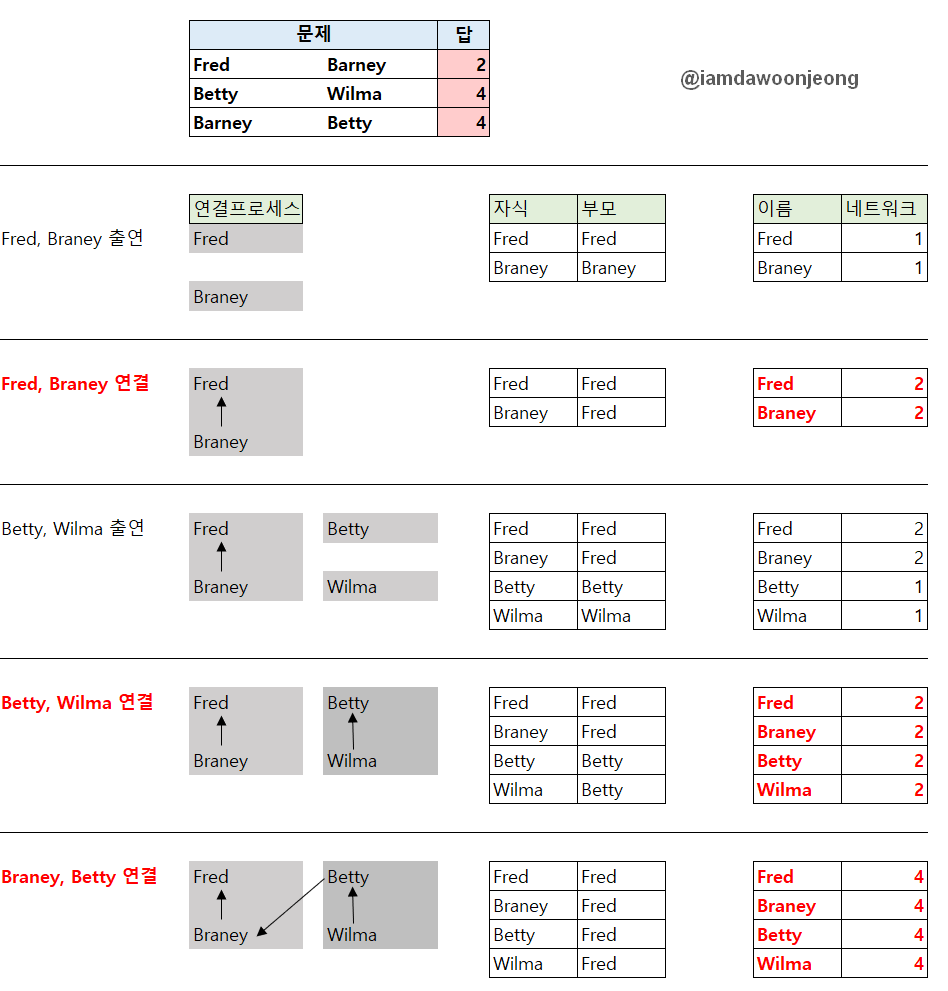 문제 답
Fred Barney 2
Betty Wilma 4
Barney Betty 4
@iamdawoonjeong
연결프로세스 자식 부모 이름 네트워크
Fred, Braney 출연 Fred Fred Fred Fred 1
Braney Braney Braney 1
Braney
Fred, Braney 연결 Fred Fred Fred Fred 2
Braney Fred Braney 2
Braney
Betty, Wilma 출연 Fred Betty Fred Fred Fred 2
Braney Fred Braney 2
Braney Wilma Betty Betty Betty 1
Wilma Wilma Wilma 1
Betty, Wilma 연결 Fred Betty Fred Fred Fred 2
Braney Fred Braney 2
Braney Wilma Betty Betty Betty 2
Wilma Betty Wilma 2
Braney, Betty 연결 Fred Betty Fred Fred Fred 4
Braney Fred Braney 4
Braney Wilma Betty Fred Betty 4
Wilma Fred Wilma 4